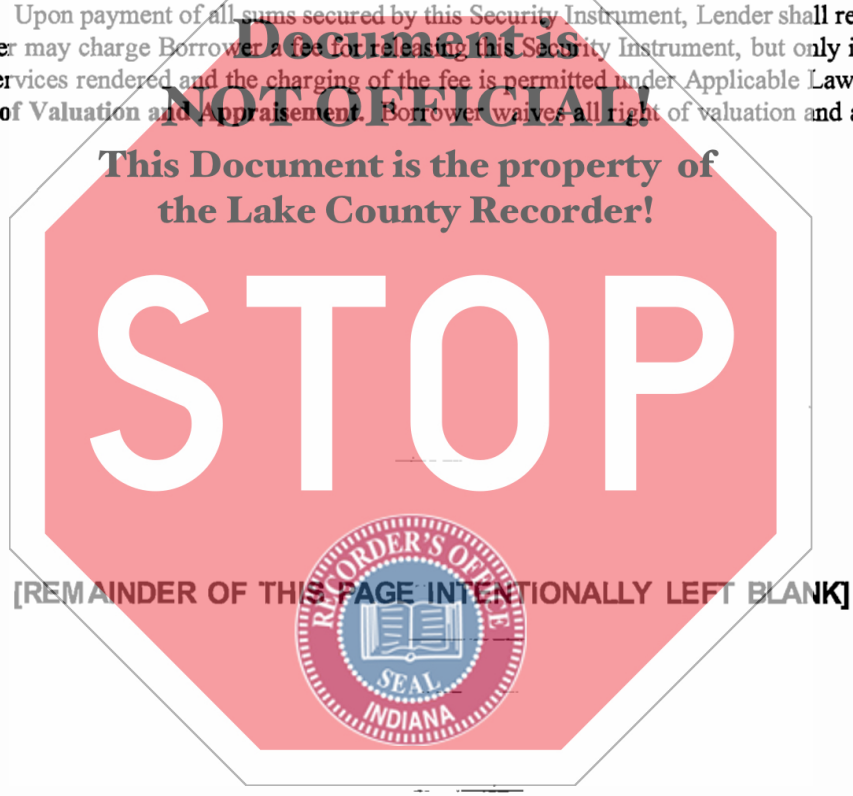 Upon payment of all sums secured by this Security Instrument, Lender shall re
er may charge Borrower a fee for releasing this Security Instrument, but only i
ervices rendered and the charging of the fee is permitted under Applicable Law
of Valuation and Appraisement. Borrower waives all right of valuation and a
Document is
NOT OFFICIAL!
This Document is the property of
the Lake County Recorder!
STOP
[REMAINDER OF THIS PAGE INTENTIONALLY LEFT BLANK]
RECORDER'S OFFICE
SEAL
INDIANA